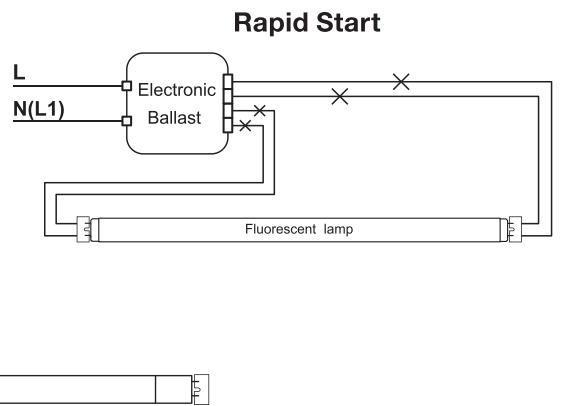 Rapid Start
L
N(L1)
Electronic
Ballast
Fluorescent lamp